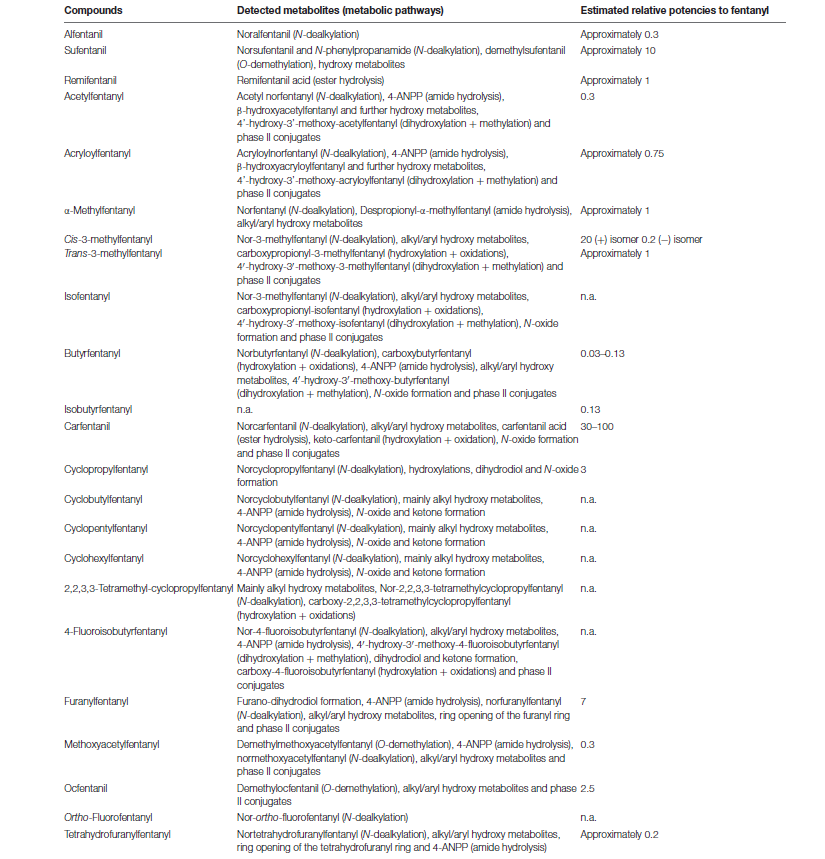 Compounds Detected metabolites (metabolic pathways) Estimated relative potencies to fentanyl
Alfentanil Noralfentanil (N-dealkylation) Approximately 0.3
Sufentanil Norsufentanil and N-phenylpropanamide (N-dealkylation), demethylsufentanil Approximately 10
(O-demethylation), hydroxy metabolites
Remifentanil Remifentanil acid (ester hydrolysis) Approximately 1
Acetylfentanyl Acetyl norfentanyl (N-dealkylation), 4-ANPP (amide hydrolysis), 0.3
β-hydroxyacetylfentanyl and further hydroxy metabolites,
4’-hydroxy-3’-methoxy-acetylfentanyl (dihydroxylation + methylation) and
phase II conjugates
Acryloylfentanyl Acryloylnorfentanyl (N-dealkylation), 4-ANPP (amide hydrolysis), Approximately 0.75
β-hydroxyacryloylfentanyl and further hydroxy metabolites,
4’-hydroxy-3’-methoxy-acryloylfentanyl (dihydroxylation + methylation) and
phase II conjugates
α-Methylfentanyl Norfentanyl (N-dealkylation), Despropionyl-α-methylfentanyl (amide hydrolysis), Approximately 1
alkyl/aryl hydroxy metabolites
Cis-3-methylfentanyl Nor-3-methylfentanyl (N-dealkylation), alkyl/aryl hydroxy metabolites, 20 (+) isomer 0.2 (−) isomer
Trans-3-methylfentanyl carboxypropionyl-3-methylfentanyl (hydroxylation + oxidations), Approximately 1
4′-hydroxy-3′-methoxy-3-methylfentanyl (dihydroxylation + methylation) and
phase II conjugates
Isofentanyl Nor-3-methylfentanyl (N-dealkylation), alkyl/aryl hydroxy metabolites, n.a.
carboxypropionyl-isofentanyl (hydroxylation + oxidations),
4′-hydroxy-3′-methoxy-isofentanyl (dihydroxylation + methylation), N-oxide
formation and phase II conjugates
Butyrfentanyl Norbutyrfentanyl (N-dealkylation), carboxybutyrfentanyl 0.03–0.13
(hydroxylation + oxidations), 4-ANPP (amide hydrolysis), alkyl/aryl hydroxy
metabolites, 4′-hydroxy-3′-methoxy-butyrfentanyl
(dihydroxylation + methylation), N-oxide formation and phase II conjugates
Isobutyrfentanyl n.a. 0.13
Carfentanil Norcarfentanil (N-dealkylation), alkyl/aryl hydroxy metabolites, carfentanil acid 30–100
(ester hydrolysis), keto-carfentanil (hydroxylation + oxidation), N-oxide formation
and phase II conjugates
Cyclopropylfentanyl Norcyclopropylfentanyl (N-dealkylation), hydroxylations, dihydrodiol and N-oxide 3
formation
Cyclobutylfentanyl Norcyclobutylfentanyl (N-dealkylation), mainly alkyl hydroxy metabolites, n.a.
4-ANPP (amide hydrolysis), N-oxide and ketone formation
Cyclopentylfentanyl Norcyclopentylfentanyl (N-dealkylation), mainly alkyl hydroxy metabolites, n.a.
4-ANPP (amide hydrolysis), N-oxide and ketone formation
Cyclohexylfentanyl Norcyclohexylfentanyl (N-dealkylation), mainly alkyl hydroxy metabolites, n.a.
4-ANPP (amide hydrolysis), N-oxide and ketone formation
2,2,3,3-Tetramethyl-cyclopropylfentanyl Mainly alkyl hydroxy metabolites, Nor-2,2,3,3-tetramethylcyclopropylfentanyl n.a.
(N-dealkylation), carboxy-2,2,3,3-tetramethylcyclopropylfentanyl
(hydroxylation + oxidations)
4-Fluoroisobutyrfentanyl Nor-4-fluoroisobutyrfentanyl (N-dealkylation), alkyl/aryl hydroxy metabolites, n.a.
4-ANPP (amide hydrolysis), 4′-hydroxy-3′-methoxy-4-fluoroisobutyrfentanyl
(dihydroxylation + methylation), dihydrodiol and ketone formation,
carboxy-4-fluoroisobutyrfentanyl (hydroxylation + oxidations) and phase II
conjugates
Furanylfentanyl Furano-dihydrodiol formation, 4-ANPP (amide hydrolysis), norfuranylfentanyl 7
(N-dealkylation), alkyl/aryl hydroxy metabolites, ring opening of the furanyl ring
and phase II conjugates
Methoxyacetylfentanyl Demethylmethoxyacetylfentanyl (O-demethylation), 4-ANPP (amide hydrolysis), 0.3
normethoxyacetylfentanyl (N-dealkylation), alkyl/aryl hydroxy metabolites and
phase II conjugates
Ocfentanil Demethylocfentanil (O-demethylation), alkyl/aryl hydroxy metabolites and phase 2.5
II conjugates
Ortho-Fluorofentanyl Nor-ortho-fluorofentanyl (N-dealkylation) n.a.
Tetrahydrofuranylfentanyl Nortetrahydrofuranylfentanyl (N-dealkylation), alkyl/aryl hydroxy metabolites, Approximately 0.2
ring opening of the tetrahydrofuranyl ring and 4-ANPP (amide hydrolysis)